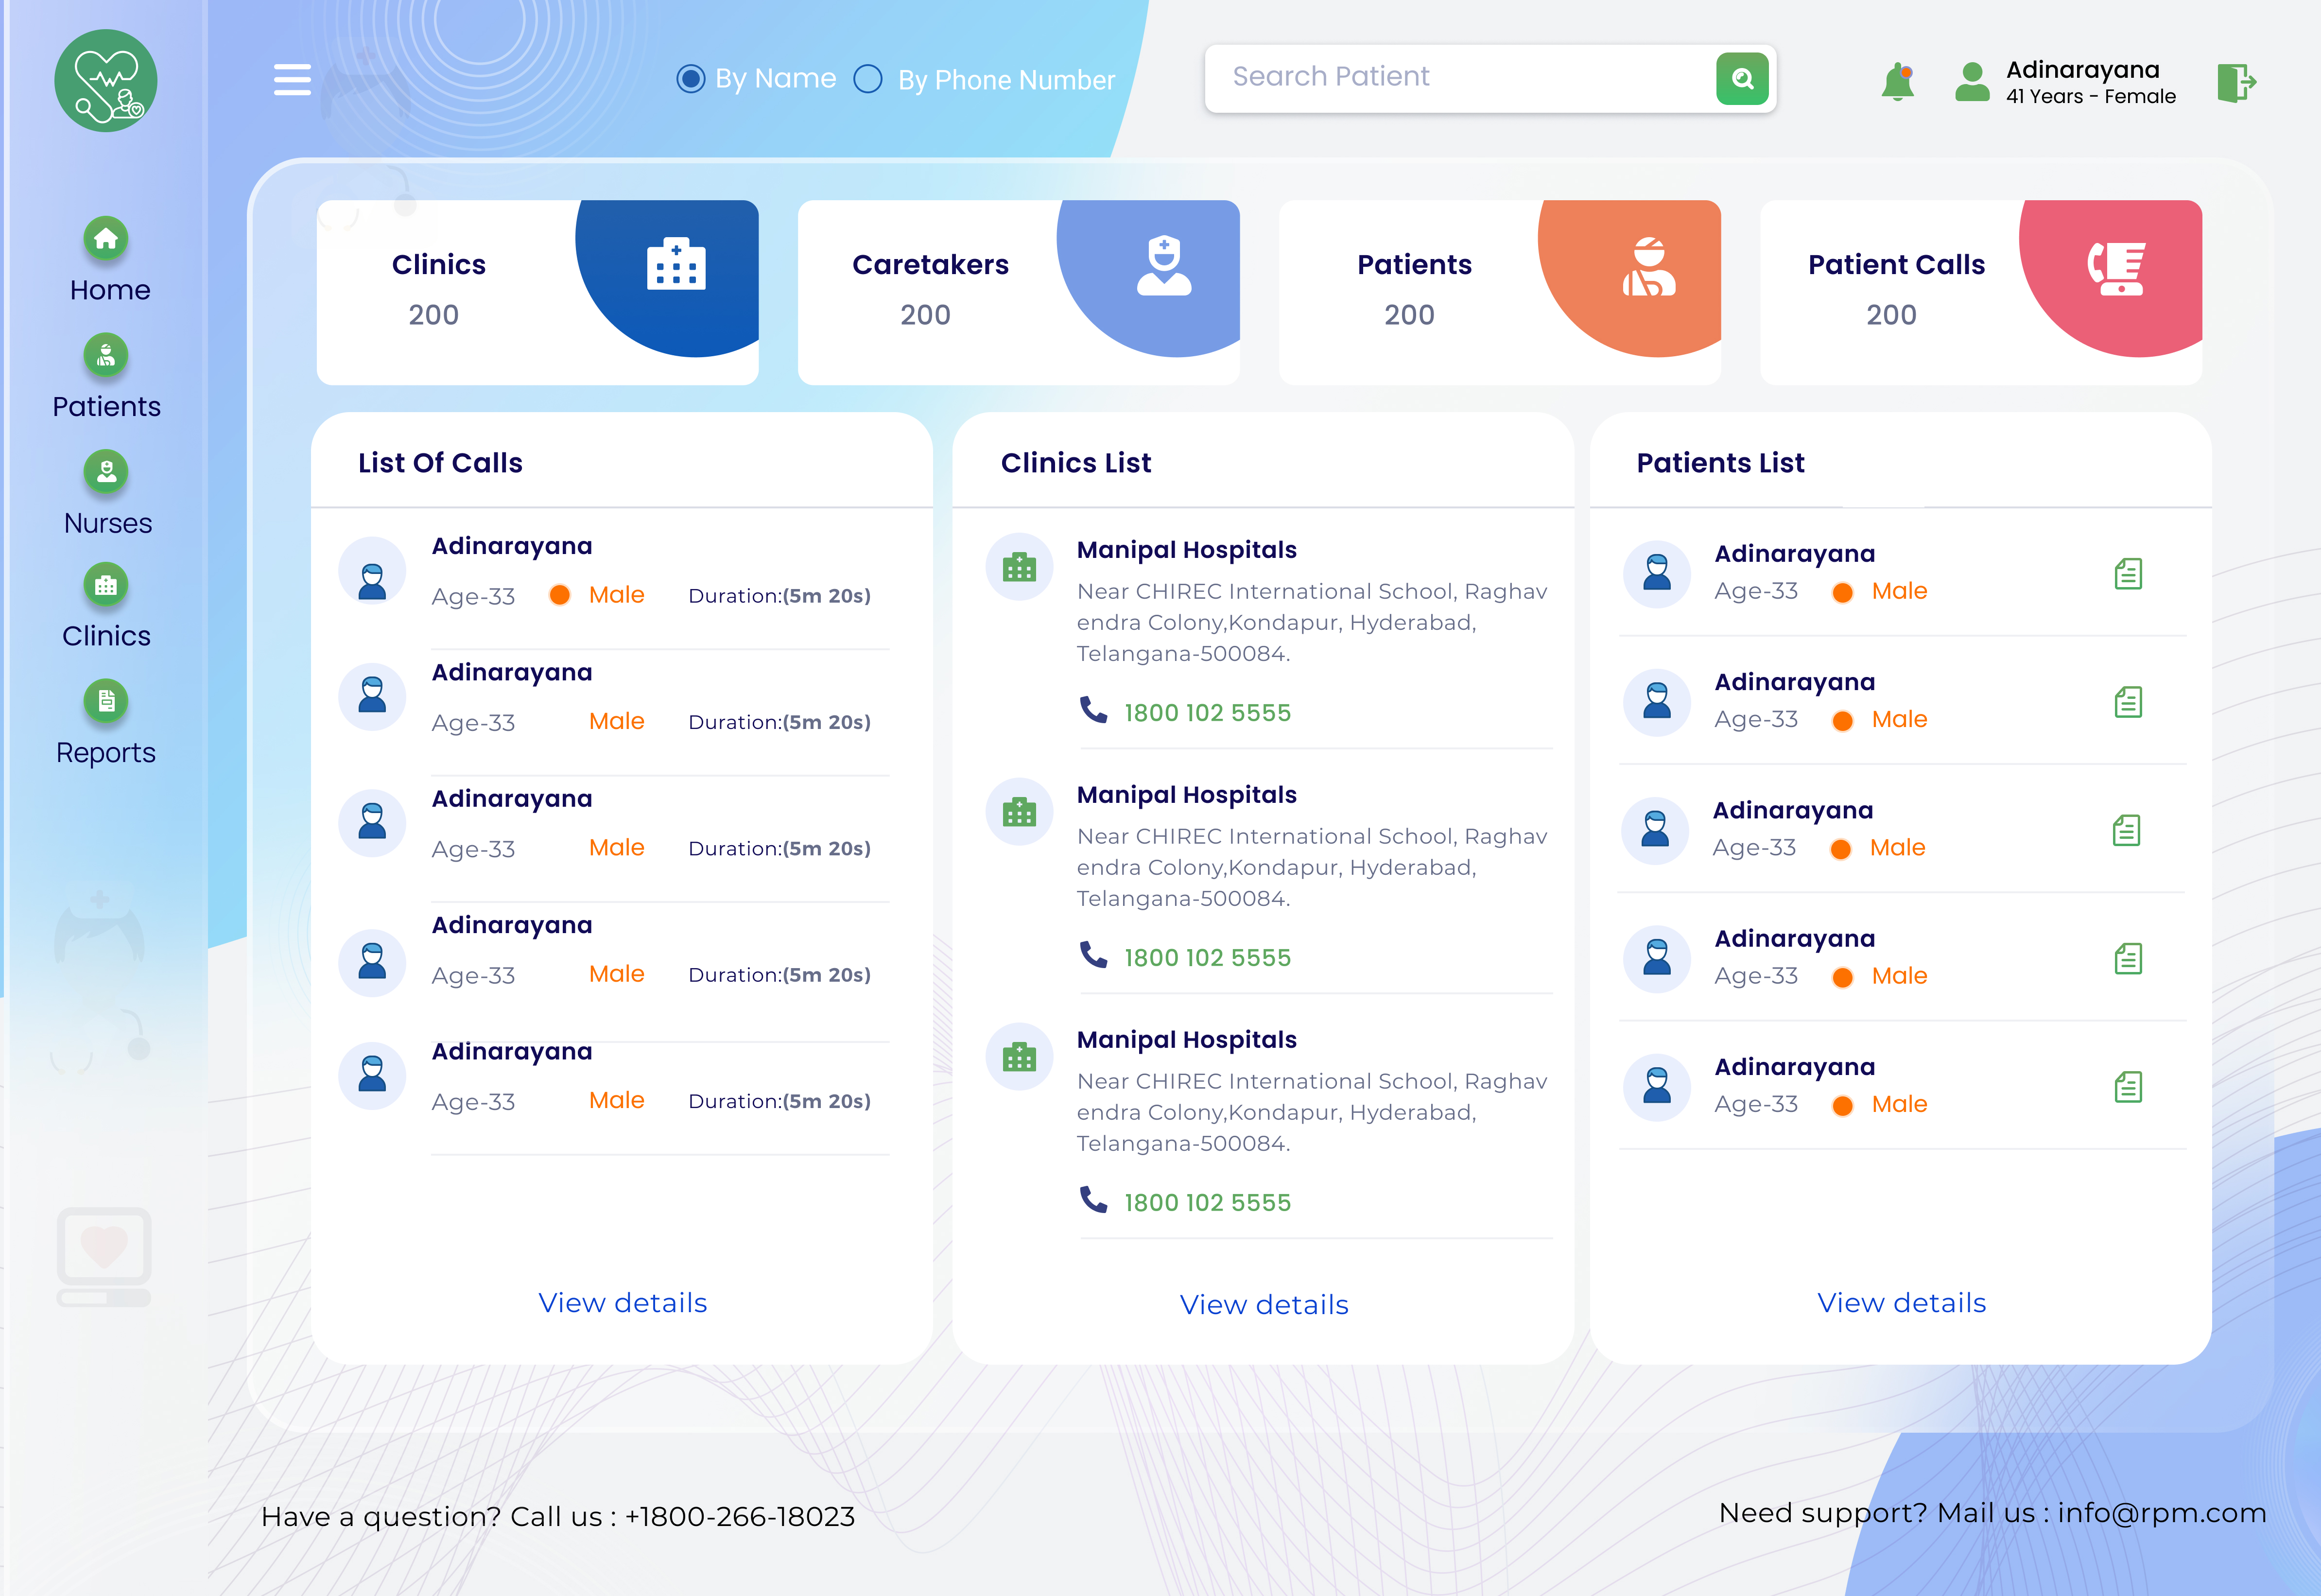 By Name
By Phone Number
Search Patient
Adinarayana
41 Years - Female
Home
Patients
Nurses
Clinics
Reports
Clinics
200
Caretakers
200
Patients
200
Patient Calls
200
List Of Calls
Adinarayana
Age-33 Male Duration:(5m 20s)
Adinarayana
Age-33 Male Duration:(5m 20s)
Adinarayana
Age-33 Male Duration:(5m 20s)
Adinarayana
Age-33 Male Duration:(5m 20s)
Adinarayana
Age-33 Male Duration:(5m 20s)
View details
Clinics List
Manipal Hospitals
Near CHIREC International School, Raghav
endra Colony,Kondapur, Hyderabad,
Telangana-500084.
1800 102 5555
Manipal Hospitals
Near CHIREC International School, Raghav
endra Colony,Kondapur, Hyderabad,
Telangana-500084.
1800 102 5555
Manipal Hospitals
Near CHIREC International School, Raghav
endra Colony,Kondapur, Hyderabad,
Telangana-500084.
1800 102 5555
View details
Patients List
Adinarayana
Age-33 Male
Adinarayana
Age-33 Male
Adinarayana
Age-33 Male
Adinarayana
Age-33 Male
Adinarayana
Age-33 Male
View details
Have a question? Call us : +1800-266-18023
Need support? Mail us : info@rpm.com